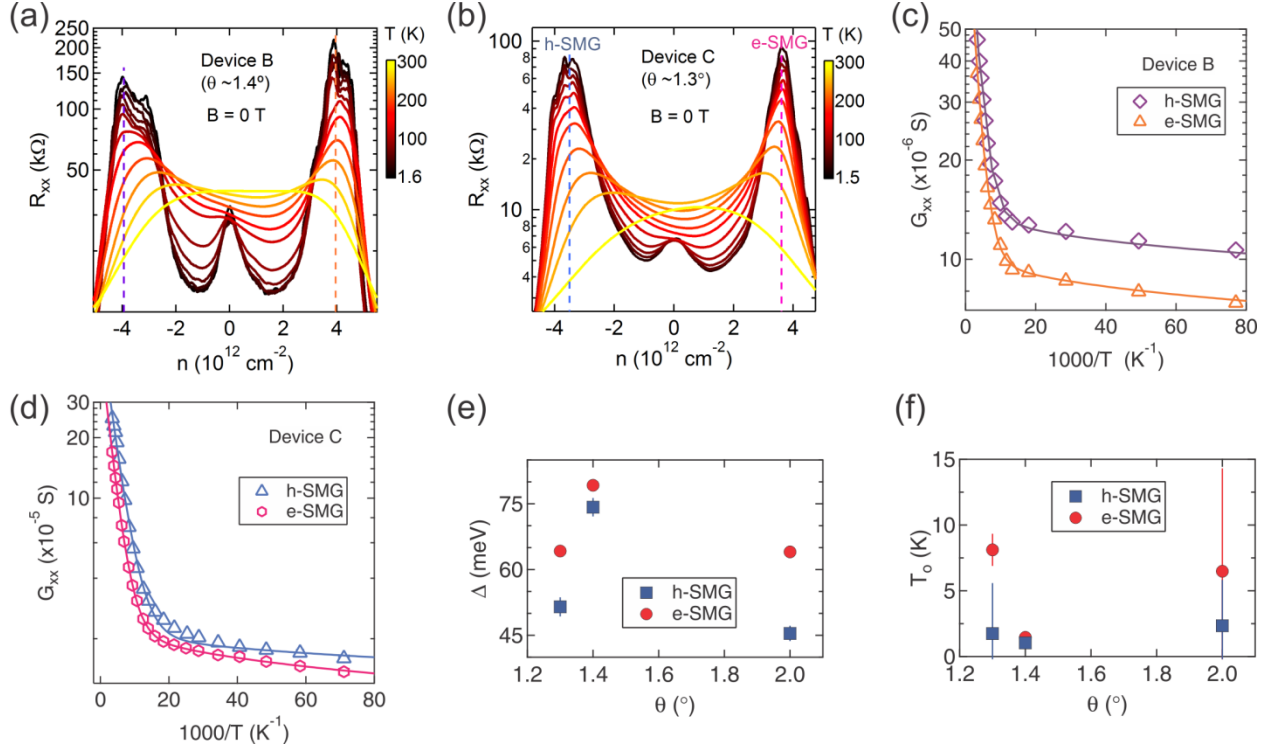 (a)
250
200
150
100
50
R_xx (kΩ)
Device B
(θ ~1.4º)
B = 0 T
T (K)
300
200
100
1.6
-4 -2 0 2 4
n (10^12 cm^-2)
(b)
100
8
6
4
2
10
8
6
4
R_xx (kΩ)
h-SMG
e-SMG
Device C
(θ ~1.3°)
B = 0 T
T (K)
300
200
100
1.5
-4 -2 0 2 4
n (10^12 cm^-2)
(c)
50
40
30
20
10
G_xx (x10^-6 S)
Device B
h-SMG
e-SMG
0 20 40 60 80
1000/T (K^-1)
(d)
30
20
10
G_xx (x10^-5 S)
Device C
h-SMG
e-SMG
0 20 40 60 80
1000/T (K^-1)
(e)
75
60
45
Δ (meV)
h-SMG
e-SMG
1.2 1.4 1.6 1.8 2.0
θ (°)
(f)
15
10
5
0
T_o (K)
h-SMG
e-SMG
1.2 1.4 1.6 1.8 2.0
θ (°)